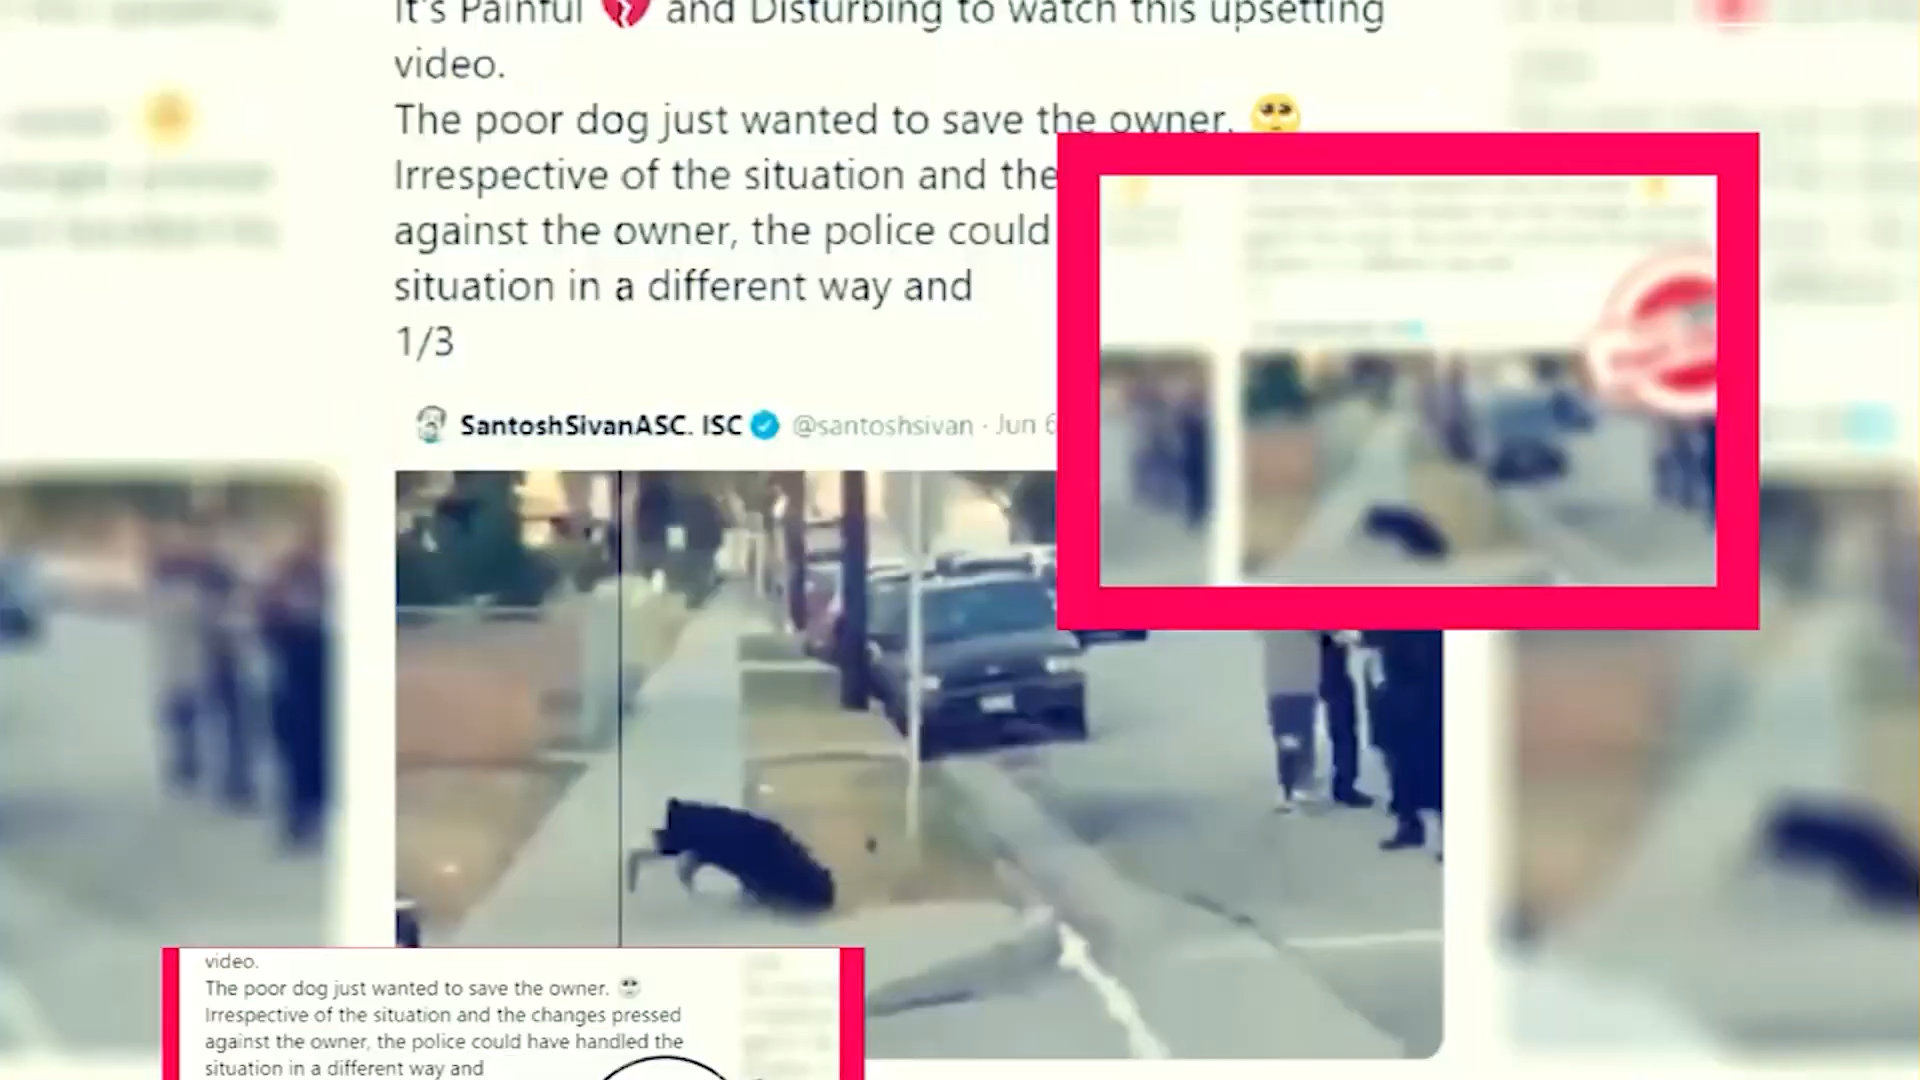 It's Painful 💔 and Disturbing to watch this upsetting
video.
The poor dog just wanted to save the owner. 🥺
Irrespective of the situation and the
against the owner, the police could
situation in a different way and
1/3
SantoshSivanASC. ISC @santoshsivan · Jun 6
video.
The poor dog just wanted to save the owner. 🥺
Irrespective of the situation and the changes pressed
against the owner, the police could have handled the
situation in a different way and